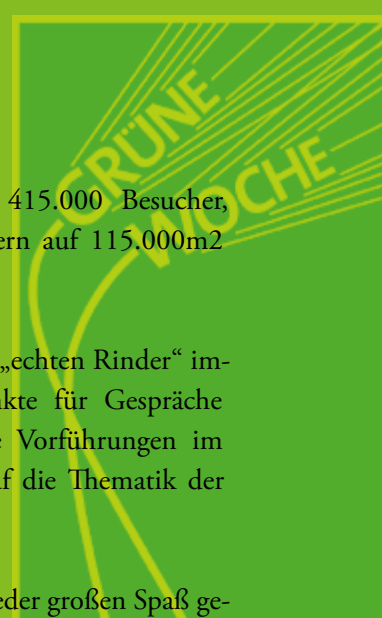 GRÜNE
WOCHE
415.000 Besucher,
ern auf 115.000m2
„echten Rinder“ im-
kte für Gespräche
e Vorführungen im
f die Thematik der
eder großen Spaß ge-